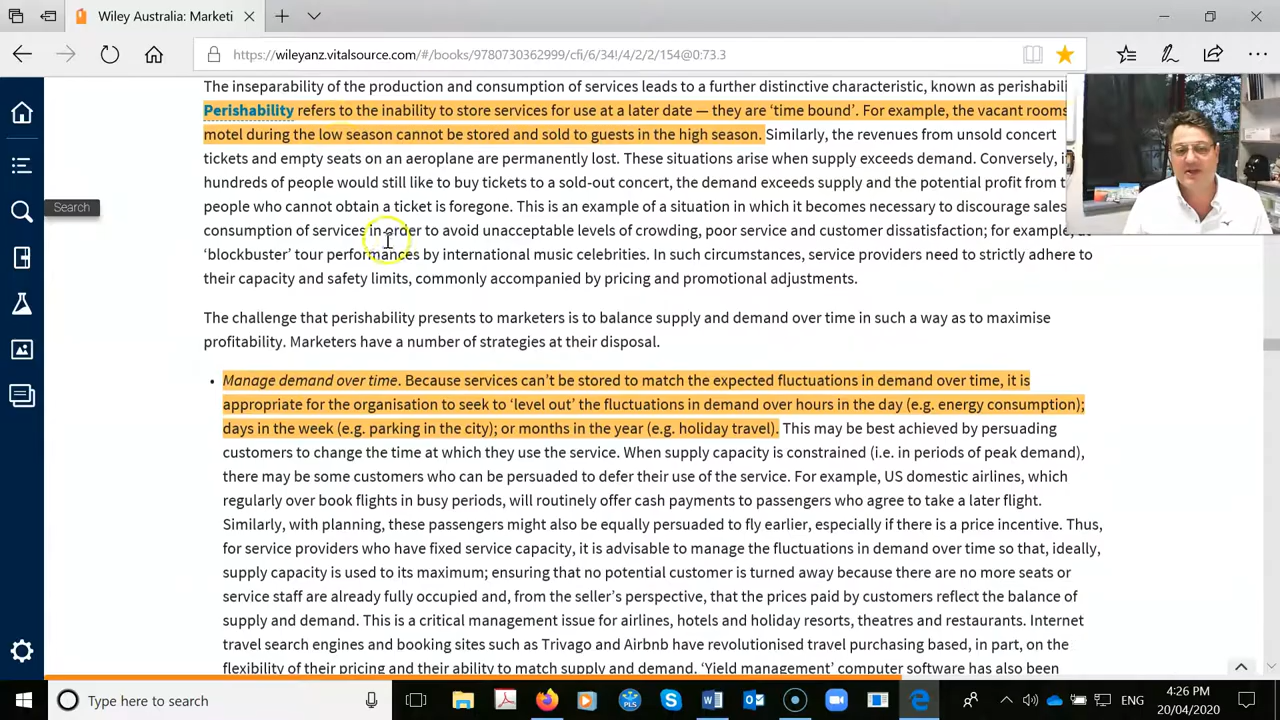 Wiley Australia: Marketi
https://wileyanz.vitalsource.com/#/books/9780730362999/cfi/6/34!/4/2/2/154@0:73.3
The inseparability of the production and consumption of services leads to a further distinctive characteristic, known as perishabili
Perishability refers to the inability to store services for use at a later date — they are ‘time bound’. For example, the vacant rooms
motel during the low season cannot be stored and sold to guests in the high season. Similarly, the revenues from unsold concert
tickets and empty seats on an aeroplane are permanently lost. These situations arise when supply exceeds demand. Conversely, i
hundreds of people would still like to buy tickets to a sold-out concert, the demand exceeds supply and the potential profit from t
Search
people who cannot obtain a ticket is foregone. This is an example of a situation in which it becomes necessary to discourage sales
consumption of services in order to avoid unacceptable levels of crowding, poor service and customer dissatisfaction; for example,
‘blockbuster’ tour performances by international music celebrities. In such circumstances, service providers need to strictly adhere to
their capacity and safety limits, commonly accompanied by pricing and promotional adjustments.
The challenge that perishability presents to marketers is to balance supply and demand over time in such a way as to maximise
profitability. Marketers have a number of strategies at their disposal.
• Manage demand over time. Because services can’t be stored to match the expected fluctuations in demand over time, it is
appropriate for the organisation to seek to ‘level out’ the fluctuations in demand over hours in the day (e.g. energy consumption);
days in the week (e.g. parking in the city); or months in the year (e.g. holiday travel). This may be best achieved by persuading
customers to change the time at which they use the service. When supply capacity is constrained (i.e. in periods of peak demand),
there may be some customers who can be persuaded to defer their use of the service. For example, US domestic airlines, which
regularly over book flights in busy periods, will routinely offer cash payments to passengers who agree to take a later flight.
Similarly, with planning, these passengers might also be equally persuaded to fly earlier, especially if there is a price incentive. Thus,
for service providers who have fixed service capacity, it is advisable to manage the fluctuations in demand over time so that, ideally,
supply capacity is used to its maximum; ensuring that no potential customer is turned away because there are no more seats or
service staff are already fully occupied and, from the seller’s perspective, that the prices paid by customers reflect the balance of
supply and demand. This is a critical management issue for airlines, hotels and holiday resorts, theatres and restaurants. Internet
travel search engines and booking sites such as Trivago and Airbnb have revolutionised travel purchasing based, in part, on the
flexibility of their pricing and their ability to match supply and demand. ‘Yield management’ computer software has also been
Type here to search
PLS
ENG
4:26 PM
20/04/2020